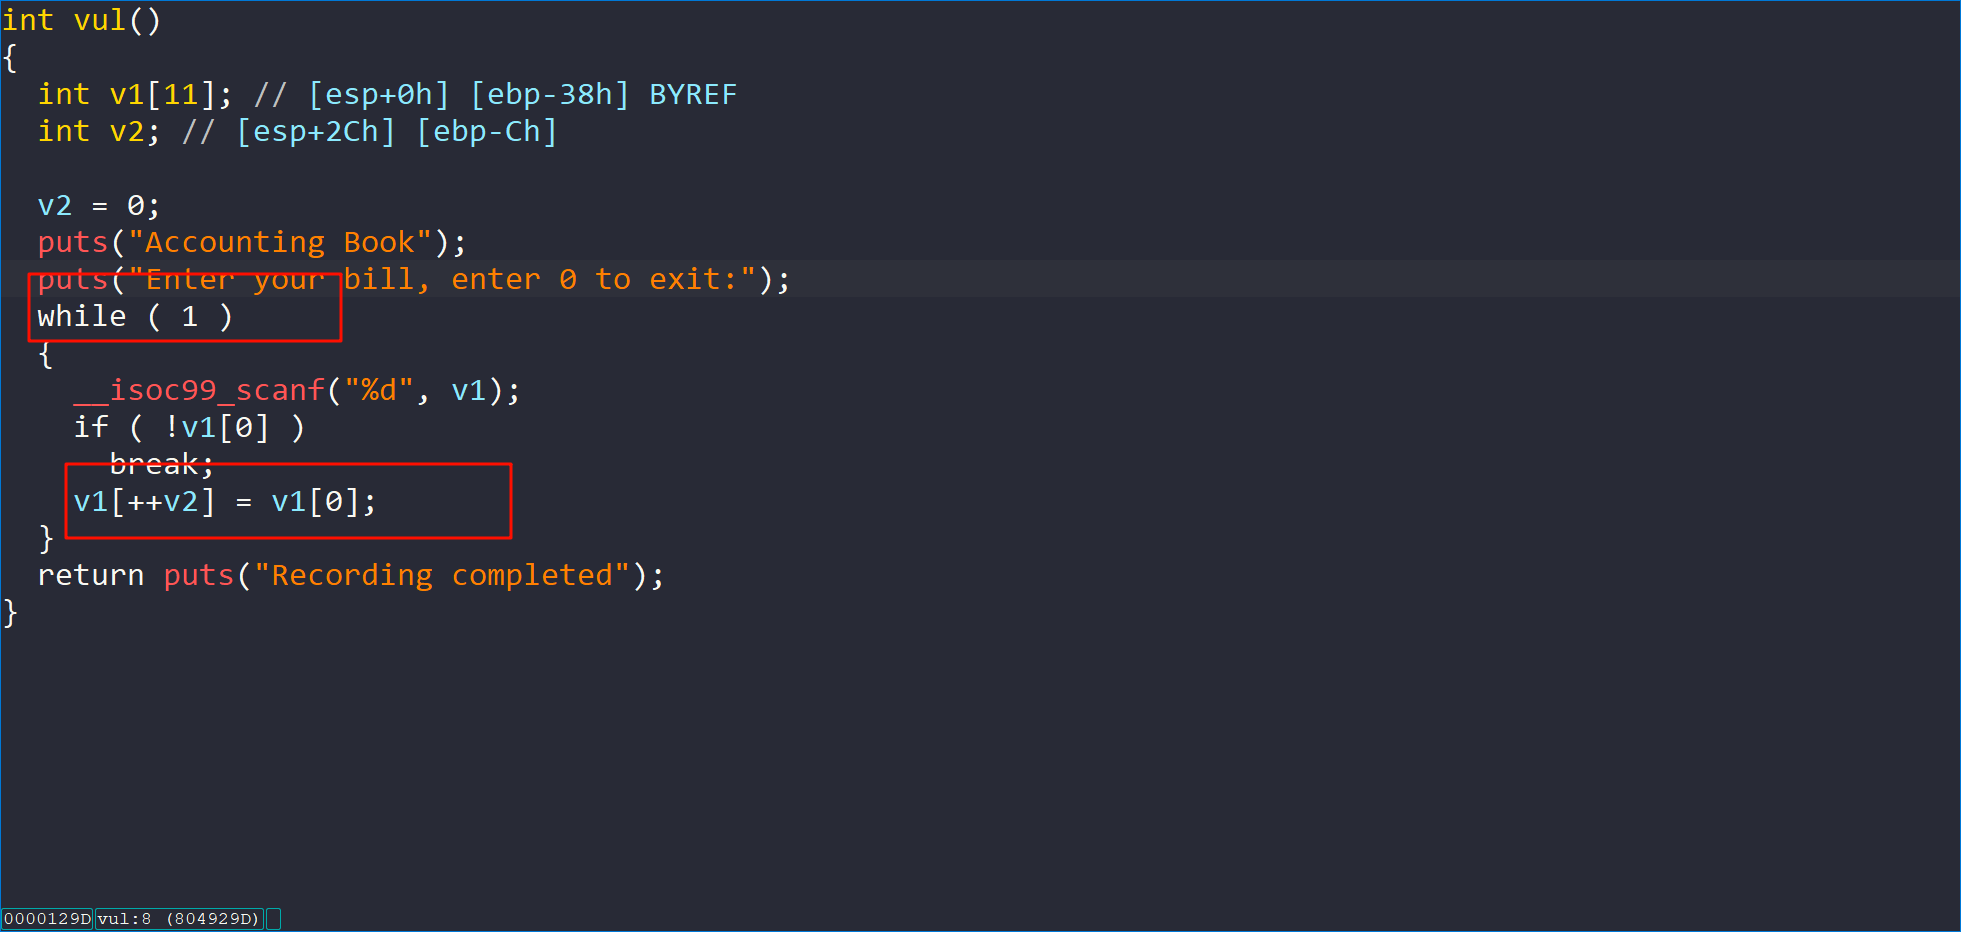 int vul()
{
  int v1[11]; // [esp+0h] [ebp-38h] BYREF
  int v2; // [esp+2Ch] [ebp-Ch]

  v2 = 0;
  puts("Accounting Book");
  puts("Enter your bill, enter 0 to exit:");
  while ( 1 )
  {
    __isoc99_scanf("%d", v1);
    if ( !v1[0] )
      break;
    v1[++v2] = v1[0];
  }
  return puts("Recording completed");
}
0000129D vul:8 (804929D)